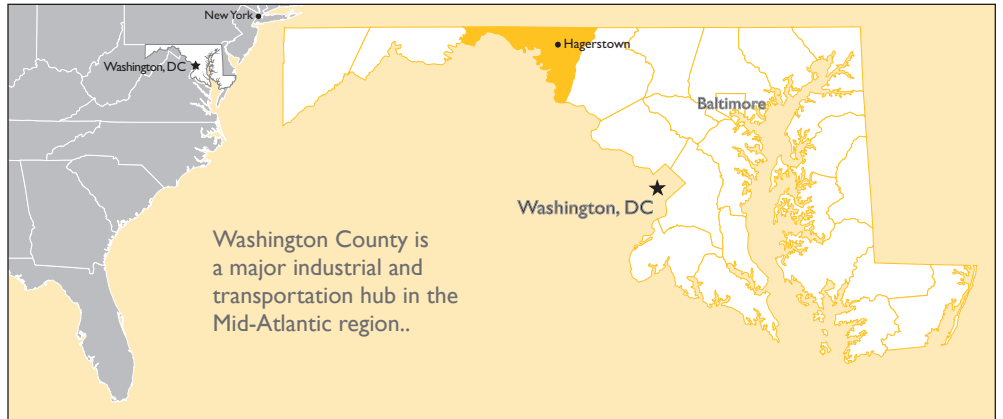 New York
Washington, DC
Hagerstown
Baltimore
Washington, DC
Washington County is
a major industrial and
transportation hub in the
Mid-Atlantic region..